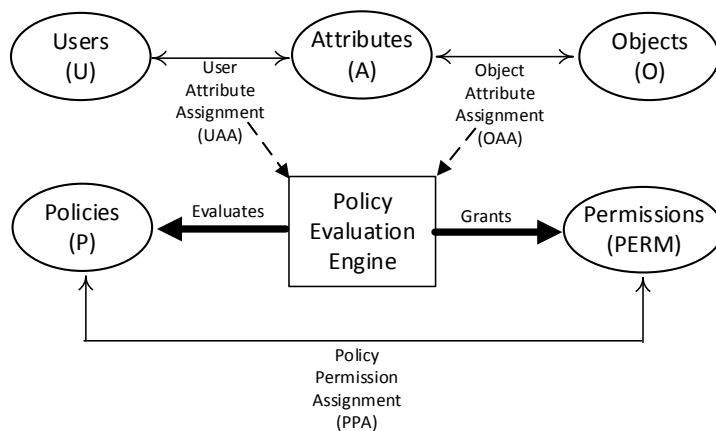 Users
(U)
Attributes
(A)
Objects
(O)
User
Attribute
Assignment
(UAA)
Object
Attribute
Assignment
(OAA)
Policies
(P)
Evaluates
Policy
Evaluation
Engine
Grants
Permissions
(PERM)
Policy
Permission
Assignment
(PPA)